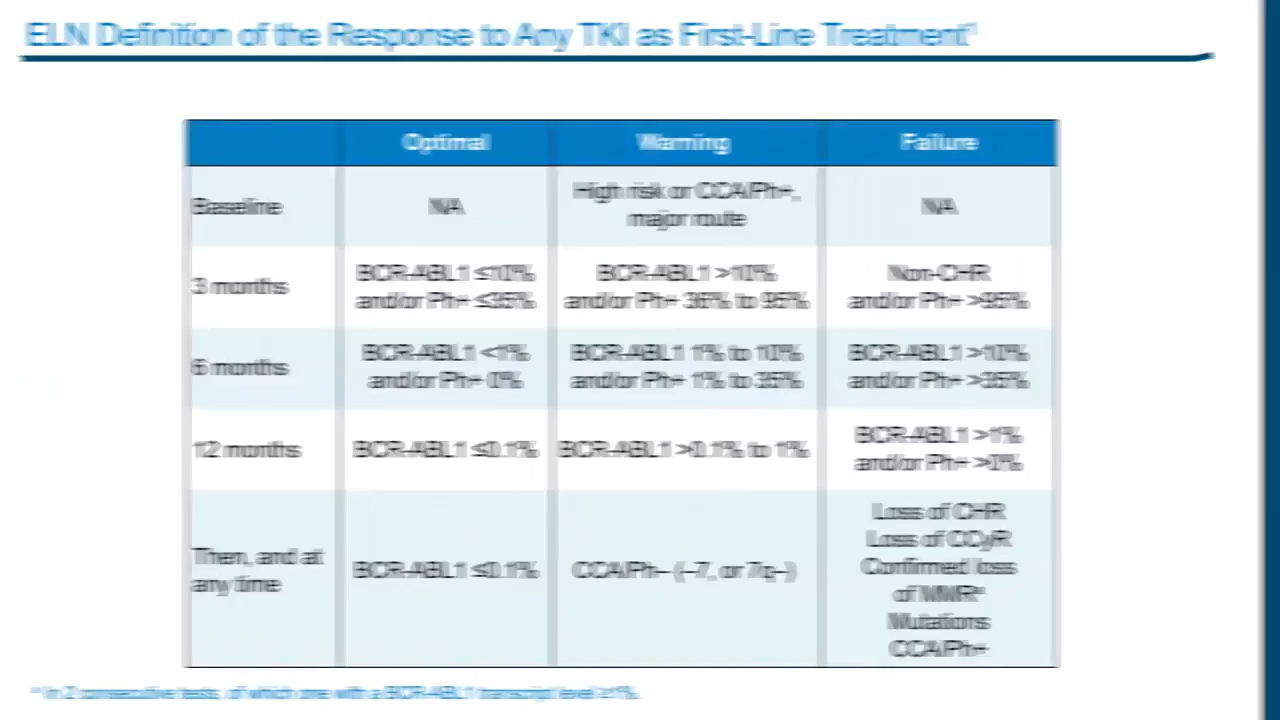 ELN Definition of the Response to Any TKI as First-Line Treatment
Optimal Warning Failure
Baseline NA High risk or CCA/Ph+, major route NA
3 months BCR-ABL1 ≤10% and/or Ph+ ≤35% BCR-ABL1 >10% and/or Ph+ 36% to 95% Non-CHR and/or Ph+ >95%
6 months BCR-ABL1 <1% and/or Ph+ 0% BCR-ABL1 1% to 10% and/or Ph+ 1% to 35% BCR-ABL1 >10% and/or Ph+ >35%
12 months BCR-ABL1 ≤0.1% BCR-ABL1 >0.1% to 1% BCR-ABL1 >1% and/or Ph+ >0%
Then, and at any time BCR-ABL1 ≤0.1% CCA/Ph– (–7, or 7q–) Loss of CHR
Loss of CCyR
Confirmed loss
of MMR*
Mutations
CCA/Ph+
* In 2 consecutive tests, of which one with a BCR-ABL1 transcript level ≥1%.